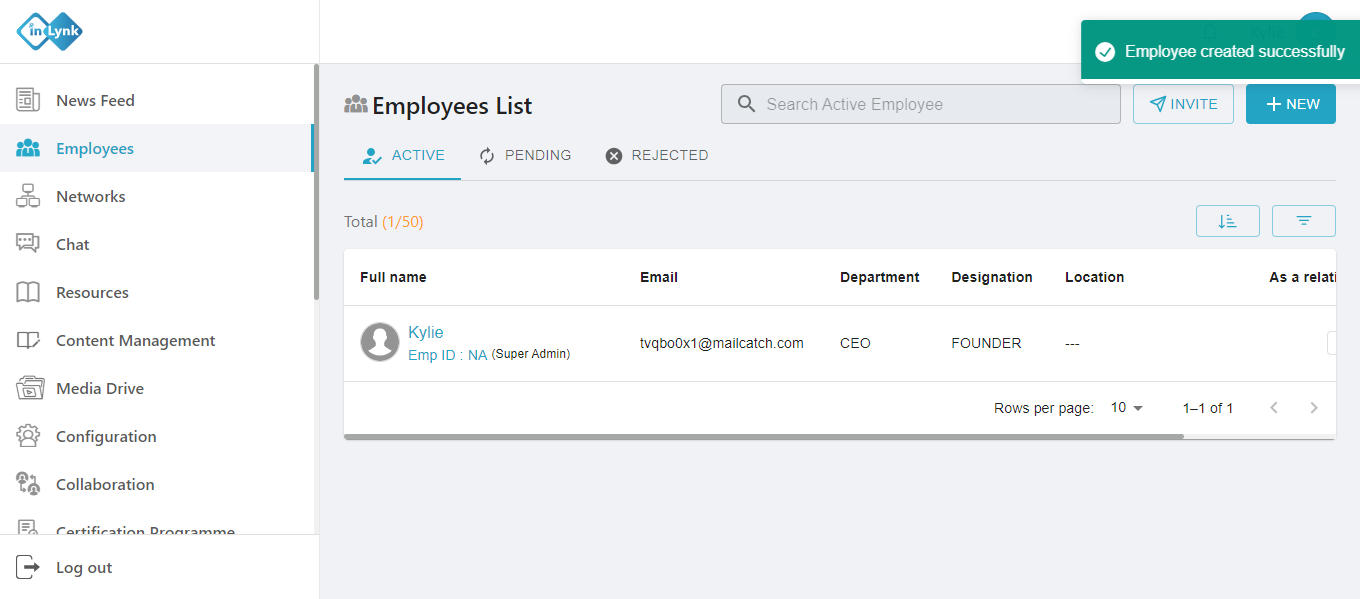 inLynk
Employee created successfully
News Feed
Employees
Networks
Chat
Resources
Content Management
Media Drive
Configuration
Collaboration
Certification Programme
Log out
Employees List
Search Active Employee
INVITE
NEW
ACTIVE
PENDING
REJECTED
Total (1/50)
Full name Email Department Designation Location As a relati
Kylie
Emp ID : NA (Super Admin)
tvqbo0x1@mailcatch.com CEO FOUNDER ---
Rows per page: 10 1–1 of 1